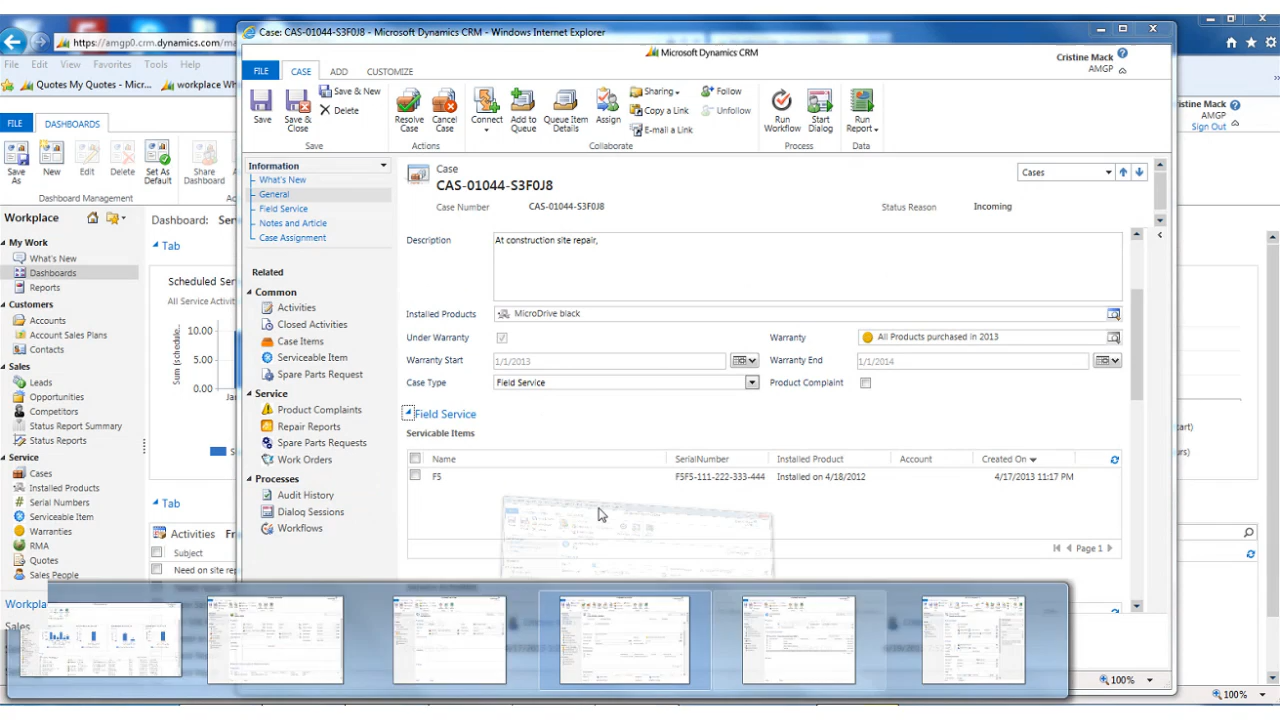 Case: CAS-01044-S3F0J8 - Microsoft Dynamics CRM - Windows Internet Explorer
https://amgp0.crm.dynamics.com/ma
Microsoft Dynamics CRM
Cristine Mack
AMGP
File Edit View Favorites Tools Help
FILE CASE ADD CUSTOMIZE
Quotes My Quotes - Micr...
workplace Wh
Save
Save & Close
Save & New
Delete
Save
Resolve Case
Cancel Case
Actions
Connect
Add to Queue
Queue Item Details
Assign
Sharing
Copy a Link
E-mail a Link
Collaborate
Follow
Unfollow
Run Workflow
Start Dialog
Process
Run Report
Data
ristine Mack
AMGP
Sign Out
FILE DASHBOARDS
Save As
New
Edit
Delete
Set As Default
Share Dashboard
Dashboard Management
Workplace
My Work
What's New
Dashboards
Reports
Customers
Accounts
Account Sales Plans
Contacts
Sales
Leads
Opportunities
Competitors
Status Report Summary
Status Reports
Service
Cases
Installed Products
Serial Numbers
Serviceable Item
Warranties
RMA
Quotes
Sales People
Workpla
Sales
Dashboard: Ser
Tab
Scheduled Ser
All Service Activit
10.00
5.00
0.00
Sum (schedule..
S
Tab
Activities Fr
Subject
Need on site rep
Information
What's New
General
Field Service
Notes and Article
Case Assignment
Related
Common
Activities
Closed Activities
Case Items
Serviceable Item
Spare Parts Request
Service
Product Complaints
Repair Reports
Spare Parts Requests
Work Orders
Processes
Audit History
Dialog Sessions
Workflows
Case
CAS-01044-S3F0J8
Cases
Case Number CAS-01044-S3F0J8 Status Reason Incoming
Description At construction site repair,
Installed Products MicroDrive black
Under Warranty Warranty All Products purchased in 2013
Warranty Start 1/1/2013 Warranty End 1/1/2014
Case Type Field Service Product Complaint
Field Service
Servicable Items
Name SerialNumber Installed Product Account Created On
F5 F5F5-111-222-333-444 Installed on 4/18/2012 4/17/2013 11:17 PM
Page 1
100%
100%